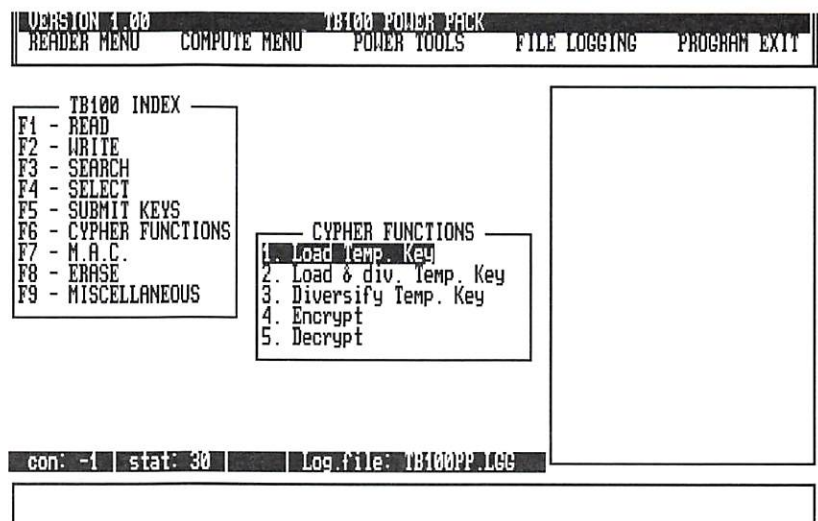 VERSION 1.00 TB100 POWER PACK
READER MENU COMPUTE MENU POWER TOOLS FILE LOGGING PROGRAM EXIT
TB100 INDEX
F1 - READ
F2 - WRITE
F3 - SEARCH
F4 - SELECT
F5 - SUBMIT KEYS
F6 - CYPHER FUNCTIONS
F7 - M.A.C.
F8 - ERASE
F9 - MISCELLANEOUS
CYPHER FUNCTIONS
1. Load Temp. Key
2. Load & div. Temp. Key
3. Diversify Temp. Key
4. Encrypt
5. Decrypt
con: -1 | stat: 30 | | Log.file: TB100PP.LGG